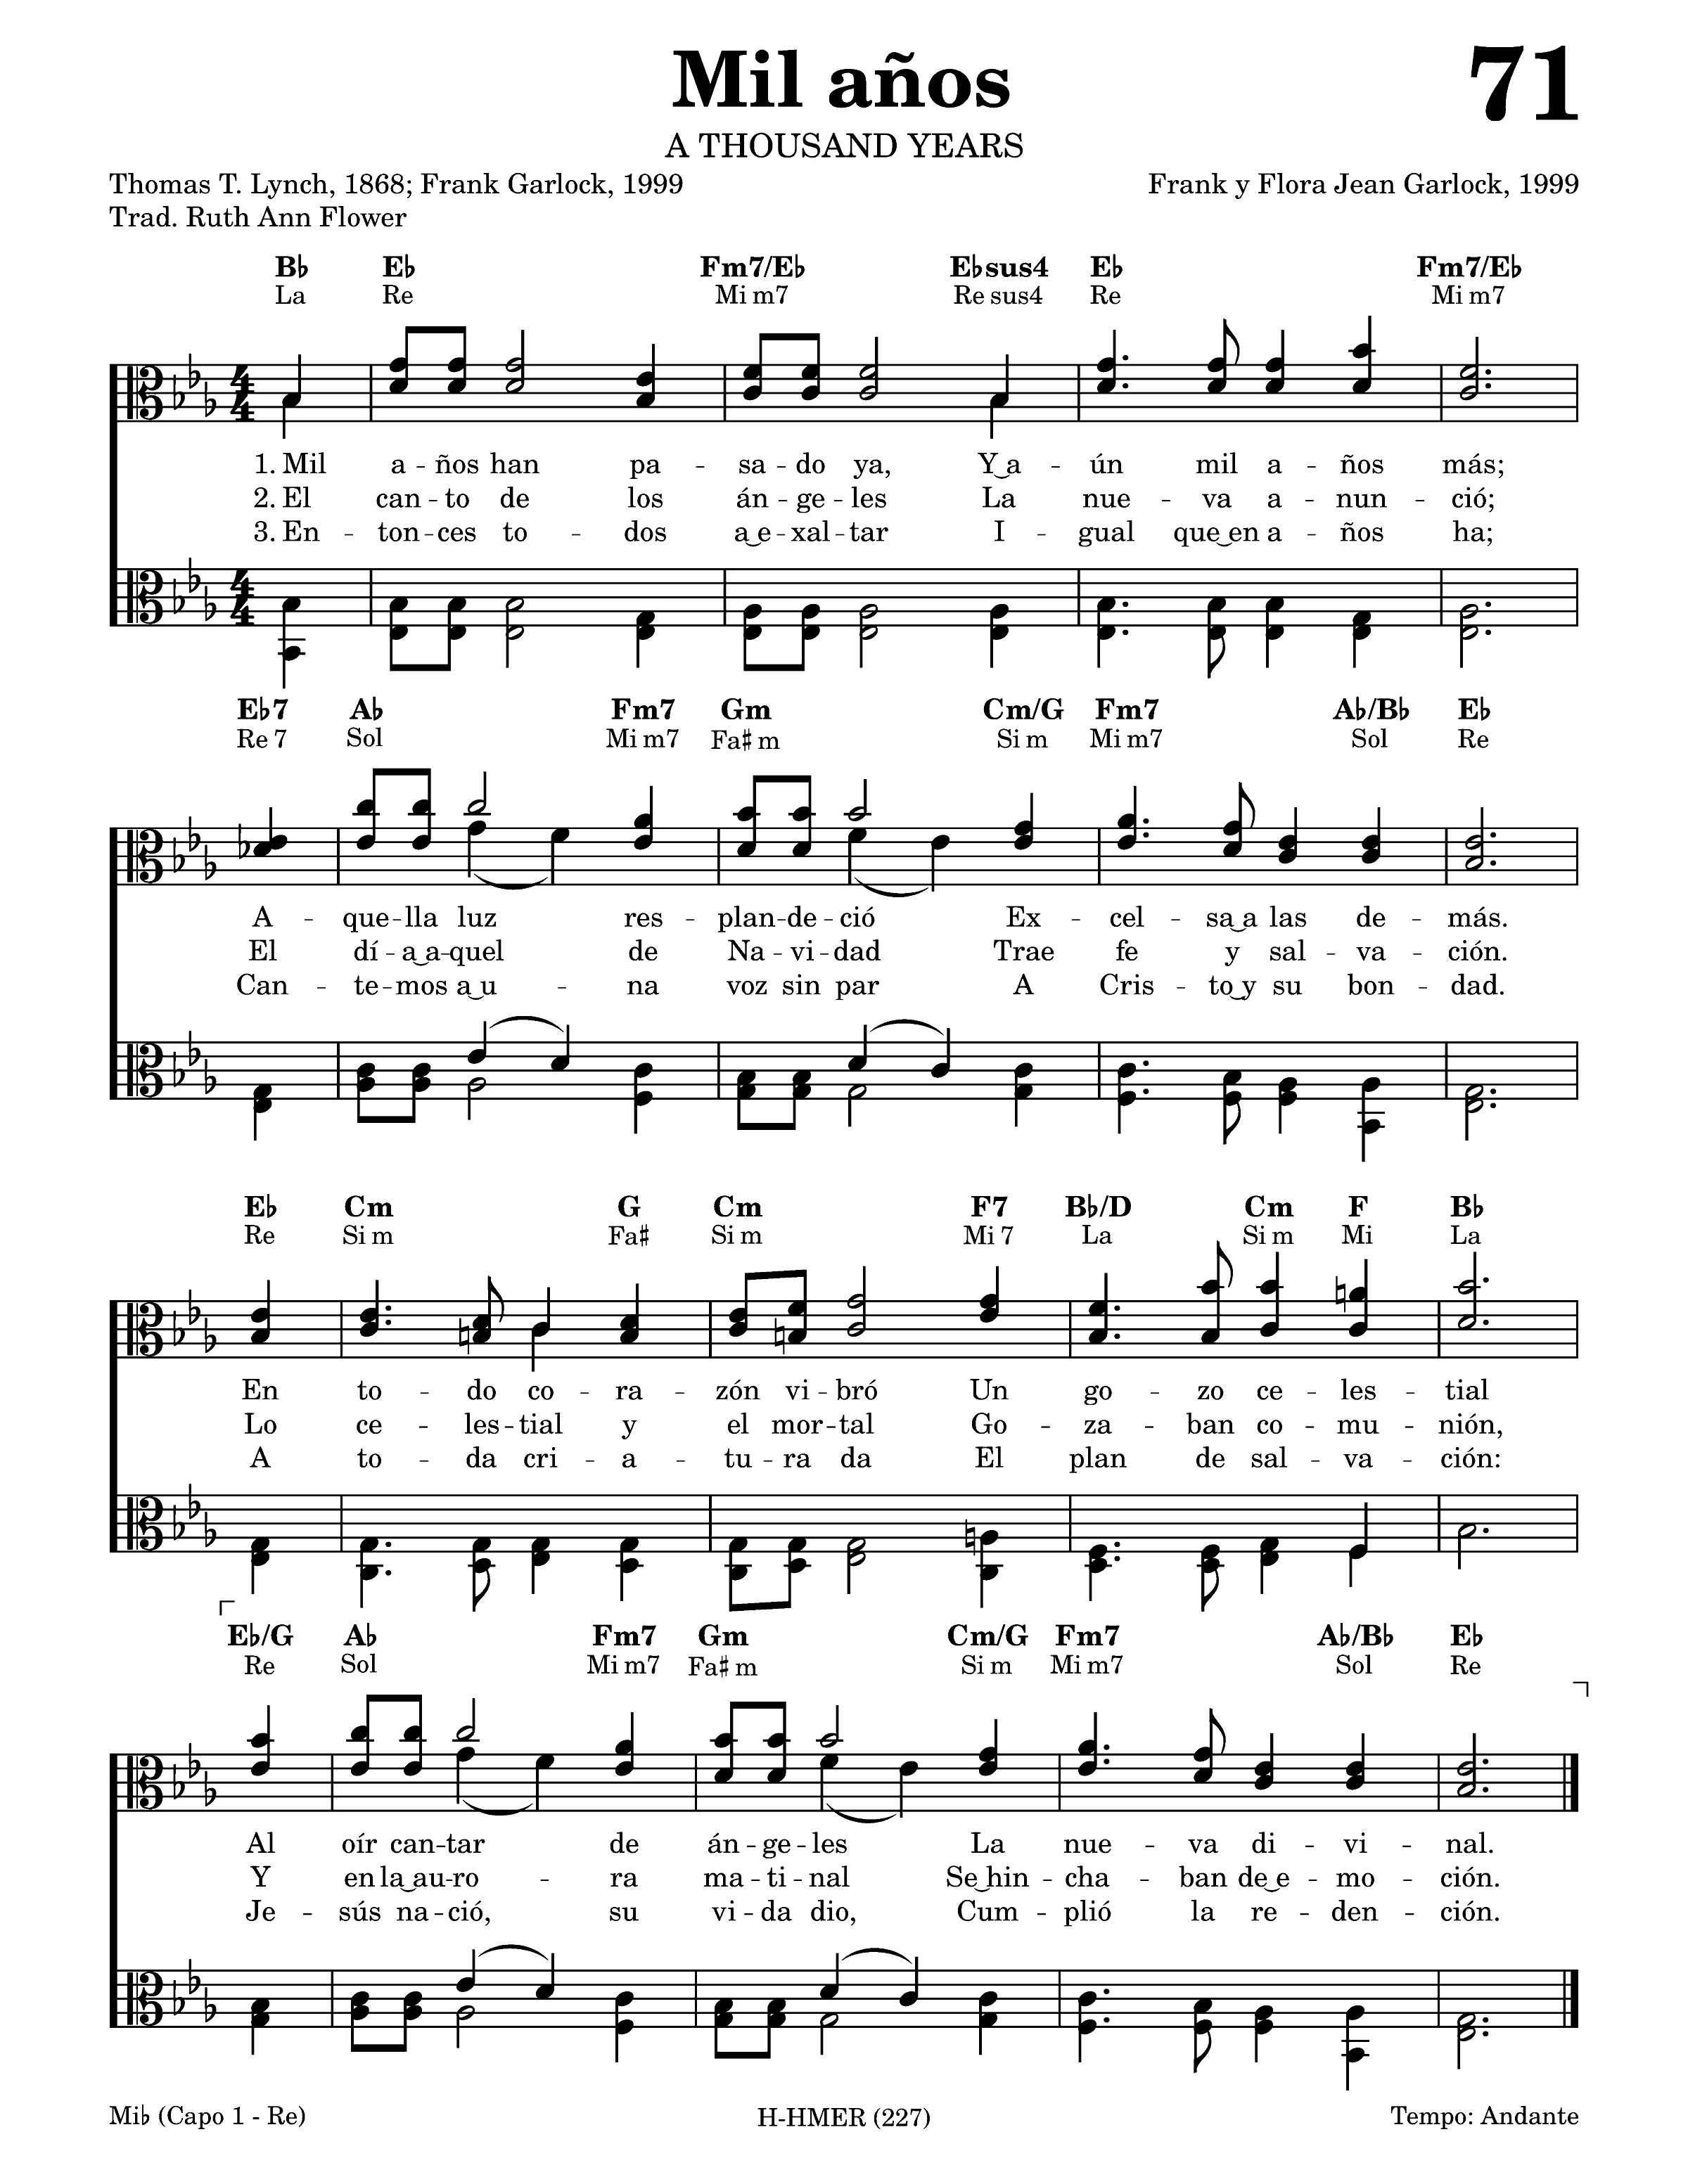 Mil años
71
A THOUSAND YEARS
Thomas T. Lynch, 1868; Frank Garlock, 1999
Frank y Flora Jean Garlock, 1999
Trad. Ruth Ann Flower
B♭ E♭ Fm7/E♭ E♭sus4 E♭ Fm7/E♭
La Re Mi m7 Re sus4 Re Mi m7
4
4
1. Mil a -- ños han pa -- sa -- do ya, Y‿a -- ún mil a -- ños más;
2. El can -- to de los án -- ge -- les La nue -- va a -- nun -- ció;
3. En -- ton -- ces to -- dos a‿e -- xal -- tar I -- gual que‿en a -- ños ha;
4
4
E♭7 A♭ Fm7 Gm Cm/G Fm7 A♭/B♭ E♭
Re 7 Sol Mi m7 Fa♯ m Si m Mi m7 Sol Re
A -- que -- lla luz res -- plan -- de -- ció Ex -- cel -- sa‿a las de -- más.
El dí -- a‿a -- quel de Na -- vi -- dad Trae fe y sal -- va -- ción.
Can -- te -- mos a‿u -- na voz sin par A Cris -- to‿y su bon -- dad.
E♭ Cm G Cm F7 B♭/D Cm F B♭
Re Si m Fa♯ Si m Mi 7 La Si m Mi La
En to -- do co -- ra -- zón vi -- bró Un go -- zo ce -- les -- tial
Lo ce -- les -- tial y el mor -- tal Go -- za -- ban co -- mu -- nión,
A to -- da cri -- a -- tu -- ra da El plan de sal -- va -- ción:
E♭/G A♭ Fm7 Gm Cm/G Fm7 A♭/B♭ E♭
Re Sol Mi m7 Fa♯ m Si m Mi m7 Sol Re
Al oír can -- tar de án -- ge -- les La nue -- va di -- vi -- nal.
Y en la‿au -- ro -- ra ma -- ti -- nal Se‿hin -- cha -- ban de‿e -- mo -- ción.
Je -- sús na -- ció, su vi -- da dio, Cum -- plió la re -- den -- ción.
Mi♭ (Capo 1 - Re)
H-HMER (227)
Tempo: Andante